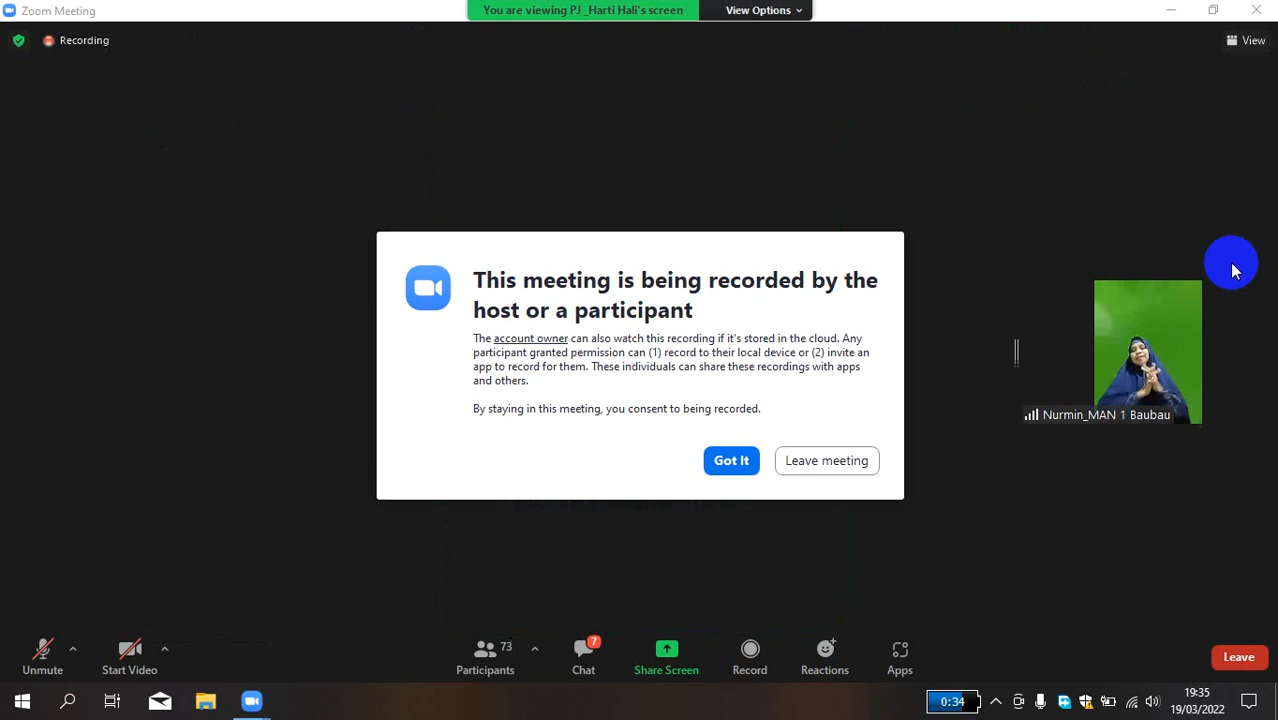 Zoom Meeting
You are viewing PJ_Harti Hali's screen
View Options
Recording
View
This meeting is being recorded by the
host or a participant
The account owner can also watch this recording if it's stored in the cloud. Any
participant granted permission can (1) record to their local device or (2) invite an
app to record for them. These individuals can share these recordings with apps
and others.
By staying in this meeting, you consent to being recorded.
Got It
Leave meeting
Nurmin_MAN 1 Baubau
Unmute
Start Video
73
Participants
7
Chat
Share Screen
Record
Reactions
Apps
Leave
0:34
19:35
19/03/2022